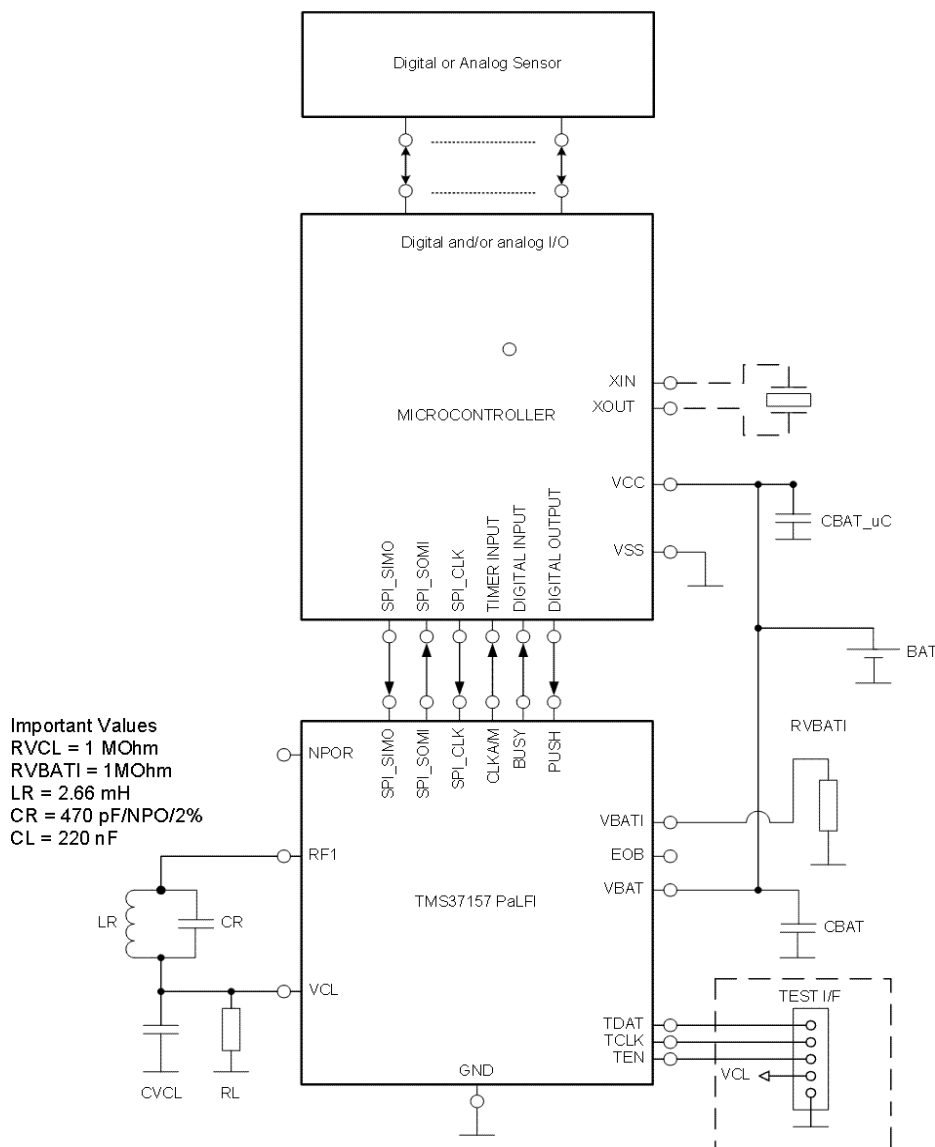 Digital or Analog Sensor
Digital and/or analog I/O
XIN
XOUT
MICROCONTROLLER
VCC
CBAT_uC
VSS
SPI_SIMO
SPI_SOMI
SPI_CLK
TIMER INPUT
DIGITAL INPUT
DIGITAL OUTPUT
BAT
Important Values
RVCL = 1 MOhm
RVBATI = 1MOhm
LR = 2.66 mH
CR = 470 pF/NPO/2%
CL = 220 nF
RVBATI
NPOR
SPI_SIMO
SPI_SOMI
SPI_CLK
CLKA/M
BUSY
PUSH
VBATI
RF1
EOB
VBAT
TMS37157 PaLFI
LR
CR
CBAT
VCL
TEST I/F
TDAT
TCLK
TEN
VCL
GND
CVCL
RL